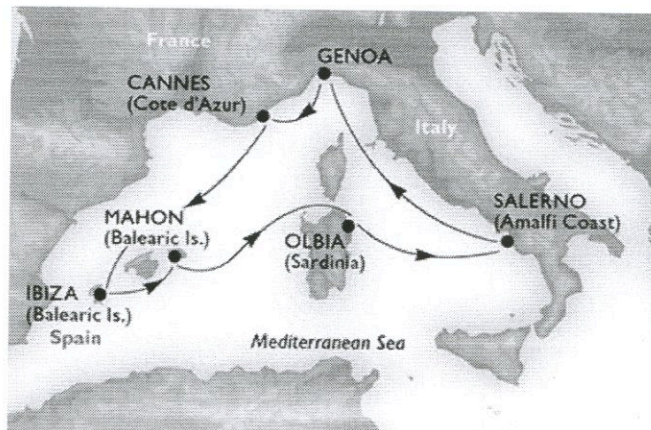 France
GENOA
CANNES
(Cote d'Azur)
Italy
MAHON
(Balearic Is.)
SALERNO
(Amalfi Coast)
OLBIA
(Sardinia)
IBIZA
(Balearic Is.)
Spain
Mediterranean Sea